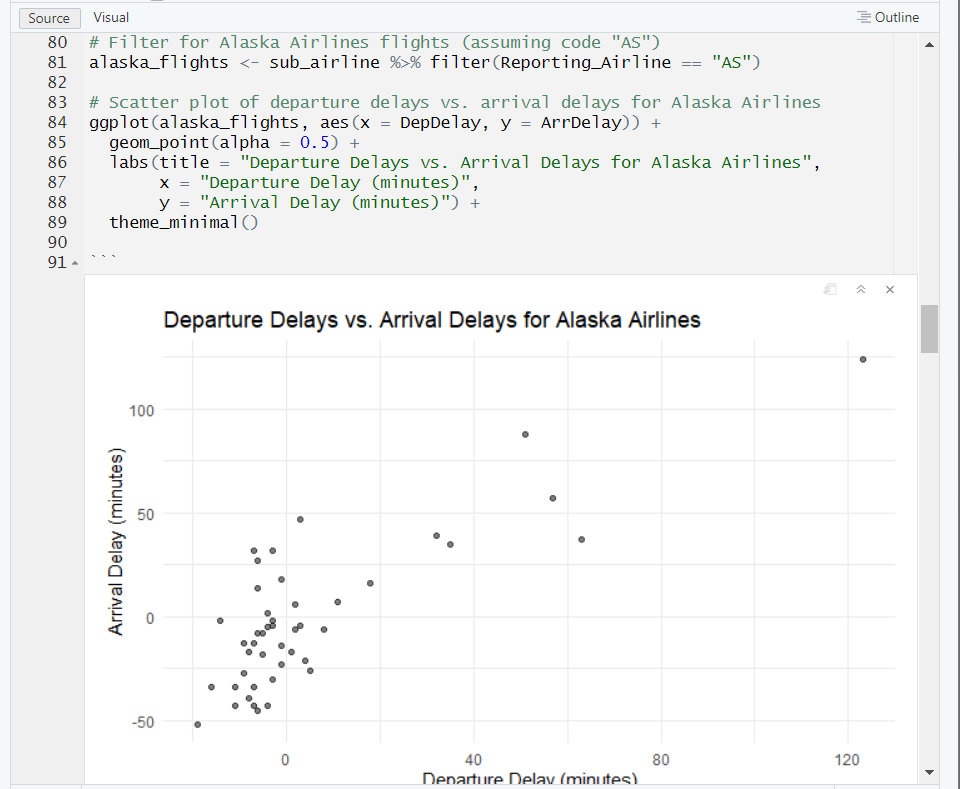 Source Visual Outline
80 # Filter for Alaska Airlines flights (assuming code "AS")
81 alaska_flights <- sub_airline %>% filter(Reporting_Airline == "AS")
82
83 # Scatter plot of departure delays vs. arrival delays for Alaska Airlines
84 ggplot(alaska_flights, aes(x = DepDelay, y = ArrDelay)) +
85   geom_point(alpha = 0.5) +
86   labs(title = "Departure Delays vs. Arrival Delays for Alaska Airlines",
87        x = "Departure Delay (minutes)",
88        y = "Arrival Delay (minutes)") +
89   theme_minimal()
90
91 ```
Departure Delays vs. Arrival Delays for Alaska Airlines
Arrival Delay (minutes)
100
50
0
-50
0 40 80 120
Departure Delay (minutes)